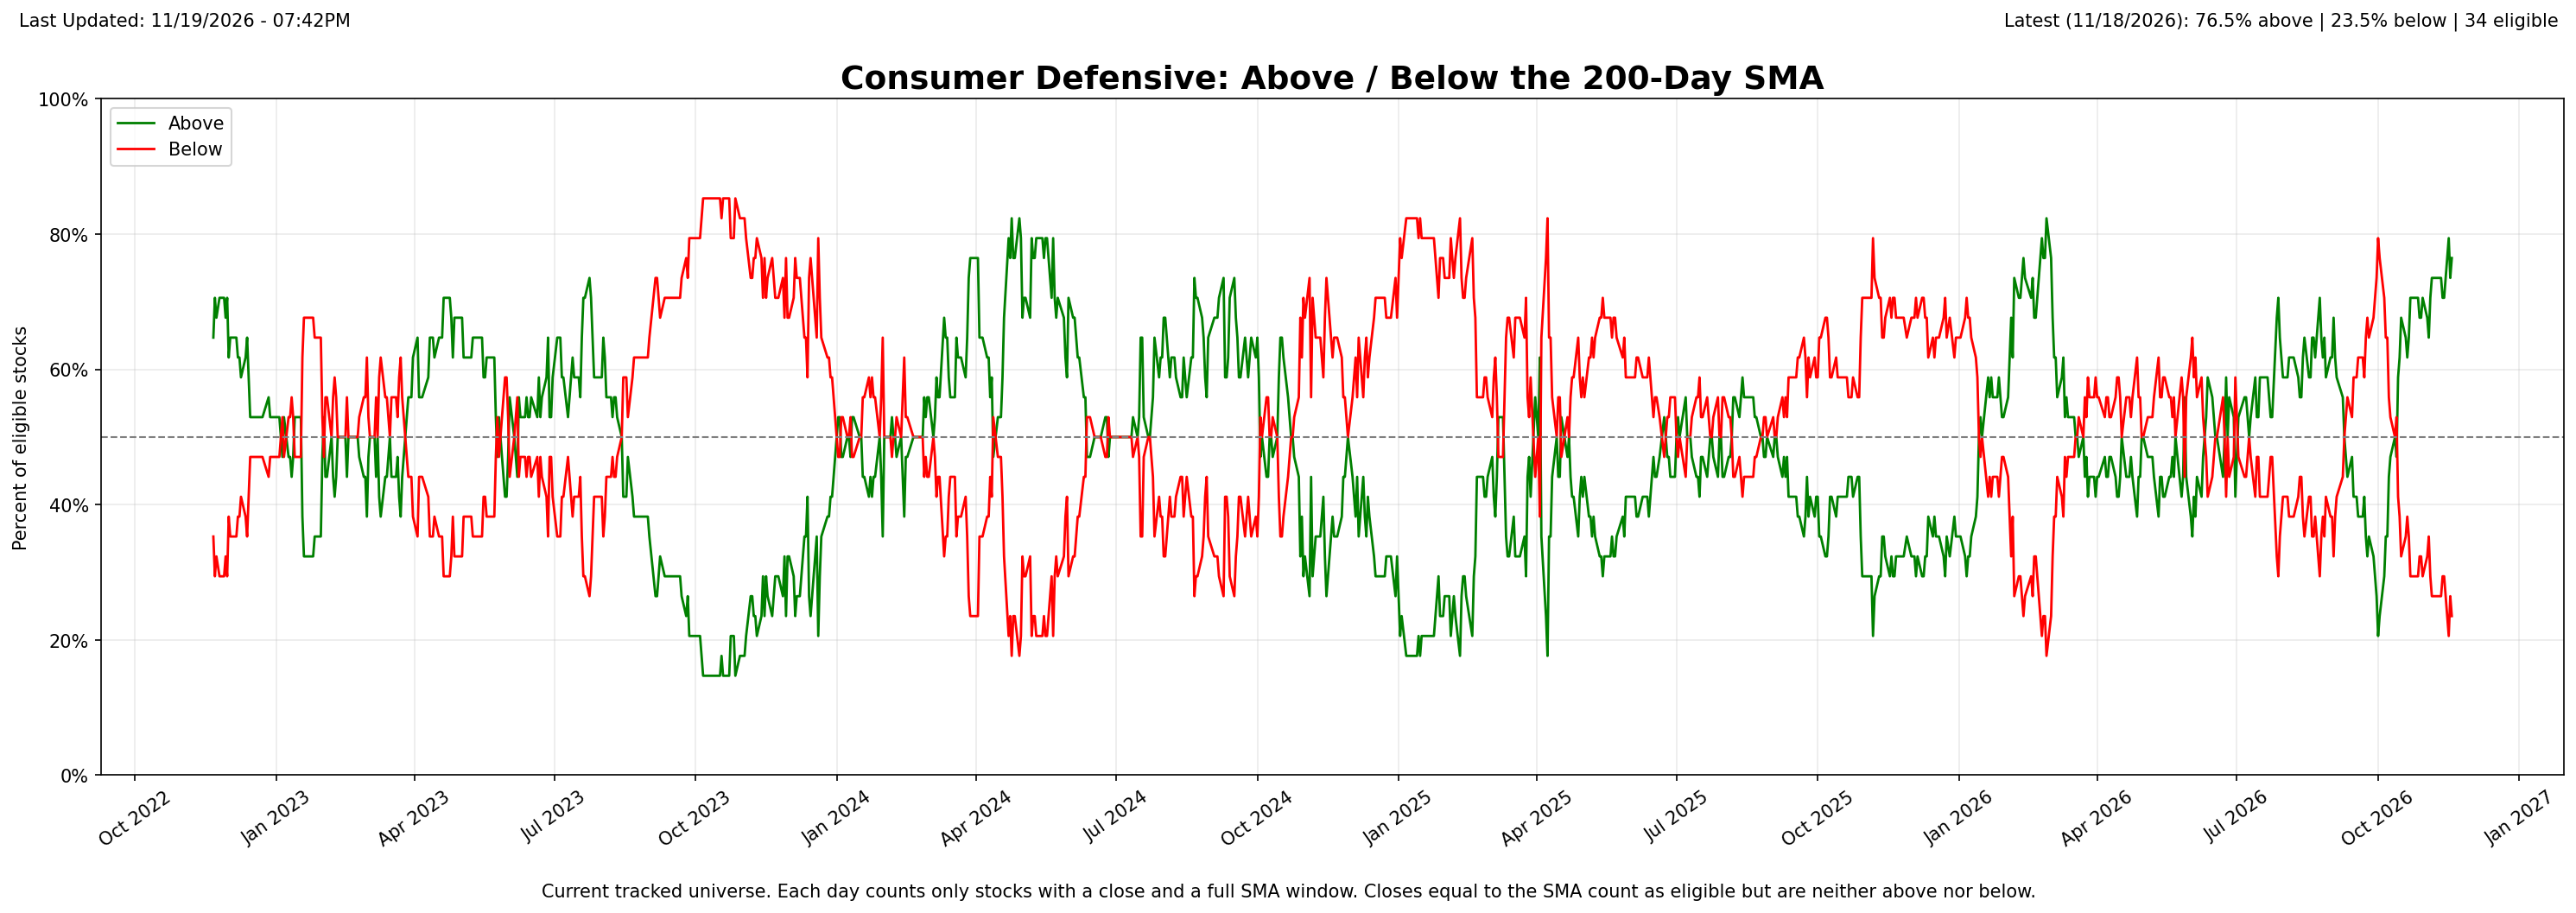 Last Updated: 11/19/2026 - 07:42PM
Latest (11/18/2026): 76.5% above | 23.5% below | 34 eligible
Consumer Defensive: Above / Below the 200-Day SMA
Above
Below
Percent of eligible stocks
100%
80%
60%
40%
20%
0%
Oct 2022
Jan 2023
Apr 2023
Jul 2023
Oct 2023
Jan 2024
Apr 2024
Jul 2024
Oct 2024
Jan 2025
Apr 2025
Jul 2025
Oct 2025
Jan 2026
Apr 2026
Jul 2026
Oct 2026
Jan 2027
Current tracked universe. Each day counts only stocks with a close and a full SMA window. Closes equal to the SMA count as eligible but are neither above nor below.